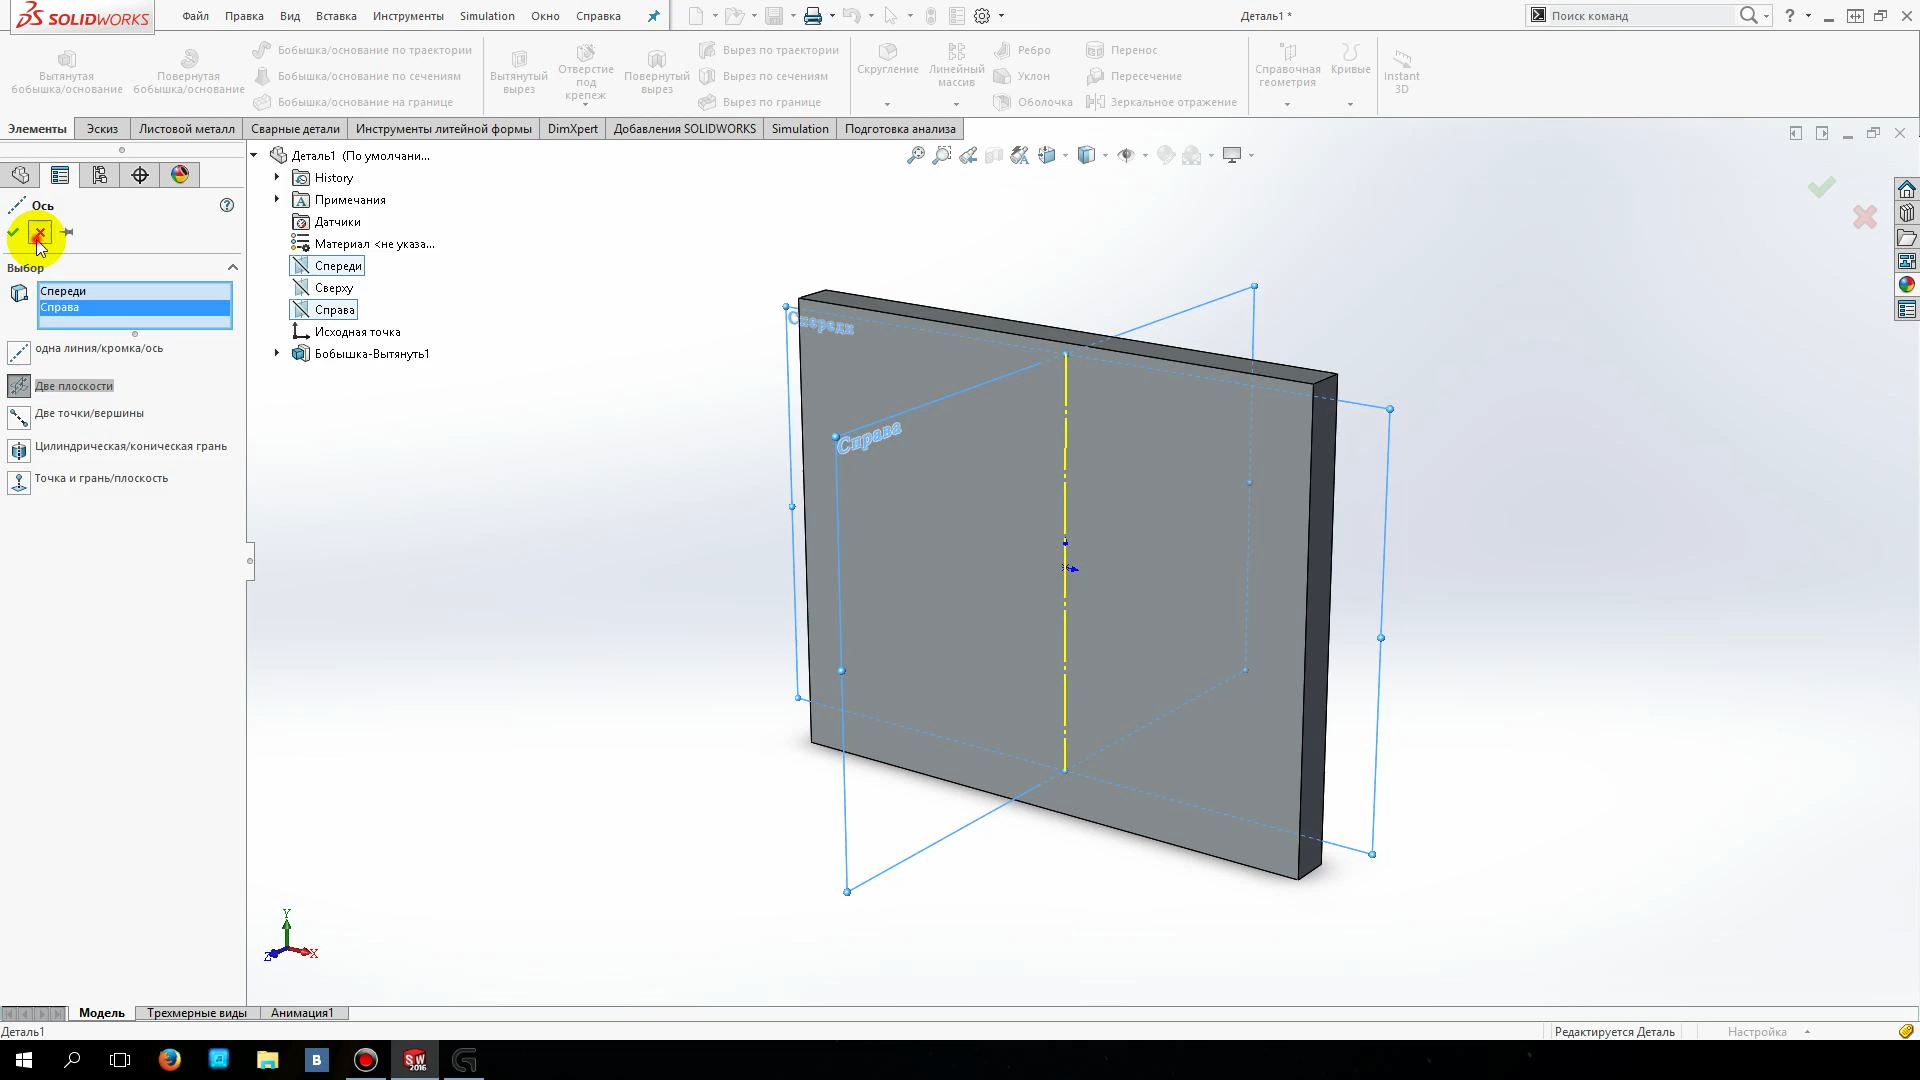 SOLIDWORKS Файл Правка Вид Вставка Инструменты Simulation Окно Справка Деталь1 * Поиск команд ?
Вытянутая бобышка/основание
Повернутая бобышка/основание
Бобышка/основание по траектории
Бобышка/основание по сечениям
Бобышка/основание на границе
Вытянутый вырез
Отверстие под крепеж
Повернутый вырез
Вырез по траектории
Вырез по сечениям
Вырез по границе
Скругление
Линейный массив
Ребро
Уклон
Оболочка
Перенос
Пересечение
Зеркальное отражение
Справочная геометрия
Кривые
Instant 3D
Элементы Эскиз Листовой металл Сварные детали Инструменты литейной формы DimXpert Добавления SOLIDWORKS Simulation Подготовка анализа
Ось ?
Выбор
Спереди
Справа
одна линия/кромка/ось
Две плоскости
Две точки/вершины
Цилиндрическая/коническая грань
Точка и грань/плоскость
Деталь1 (По умолчани...
History
Примечания
Датчики
Материал <не указа...
Спереди
Сверху
Справа
Исходная точка
Бобышка-Вытянуть1
Спереди
Справа
Y
Z
X
Модель Трехмерные виды Анимация1
Деталь1 Редактируется Деталь Настройка
B
SW
2016